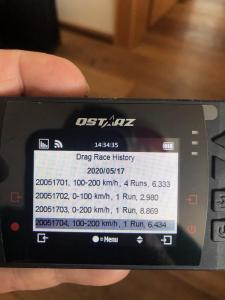 QSTARZ
14:34:35
Drag Race History
2020/05/17
20051701, 100-200 km/h, 4 Runs, 6.333
20051702, 0-100 km/h, 1 Run, 2.980
20051703, 0-200 km/h, 1 Run, 8.869
20051704, 100-200 km/h, 1 Run, 6.434
= Menu